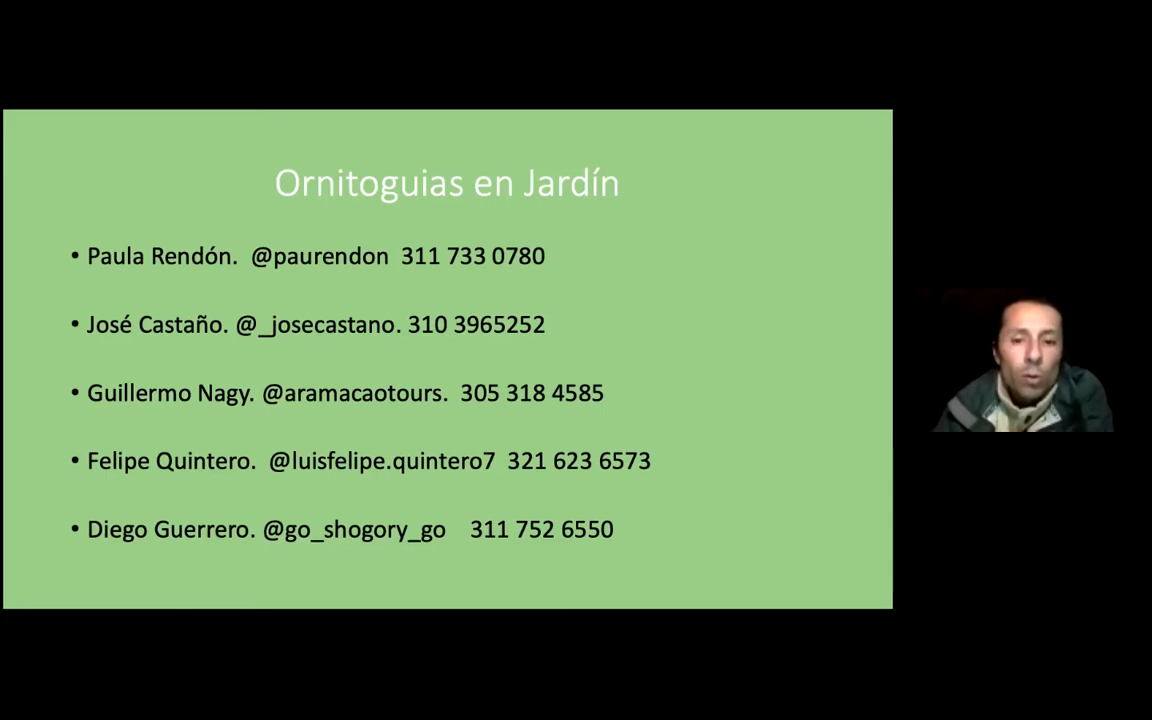 Ornitoguias en Jardín
• Paula Rendón. @paurendon 311 733 0780
• José Castaño. @_josecastano. 310 3965252
• Guillermo Nagy. @aramacaotours. 305 318 4585
• Felipe Quintero. @luisfelipe.quintero7 321 623 6573
• Diego Guerrero. @go_shogory_go 311 752 6550